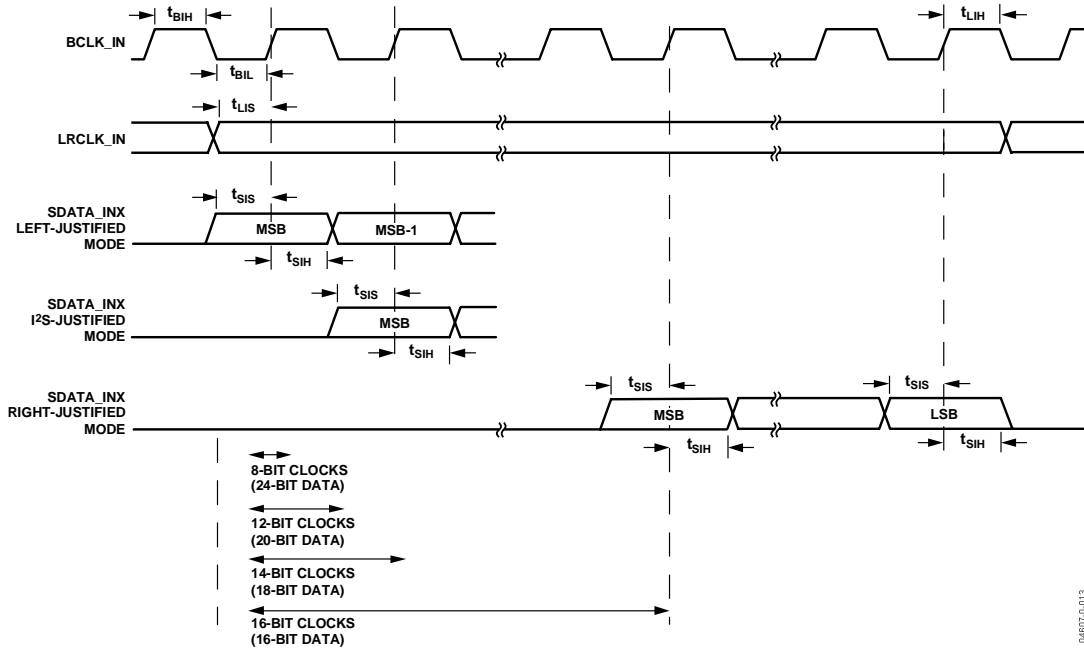 tBIH
tLIH
BCLK_IN
tBIL
tLIS
LRCLK_IN
tSIS
SDATA_INX
LEFT-JUSTIFIED
MODE
MSB
MSB-1
tSIH
tSIS
SDATA_INX
I2S-JUSTIFIED
MODE
MSB
tSIH
tSIS
tSIS
SDATA_INX
RIGHT-JUSTIFIED
MODE
MSB
LSB
tSIH
tSIH
8-BIT CLOCKS
(24-BIT DATA)
12-BIT CLOCKS
(20-BIT DATA)
14-BIT CLOCKS
(18-BIT DATA)
16-BIT CLOCKS
(16-BIT DATA)
04607-0-013